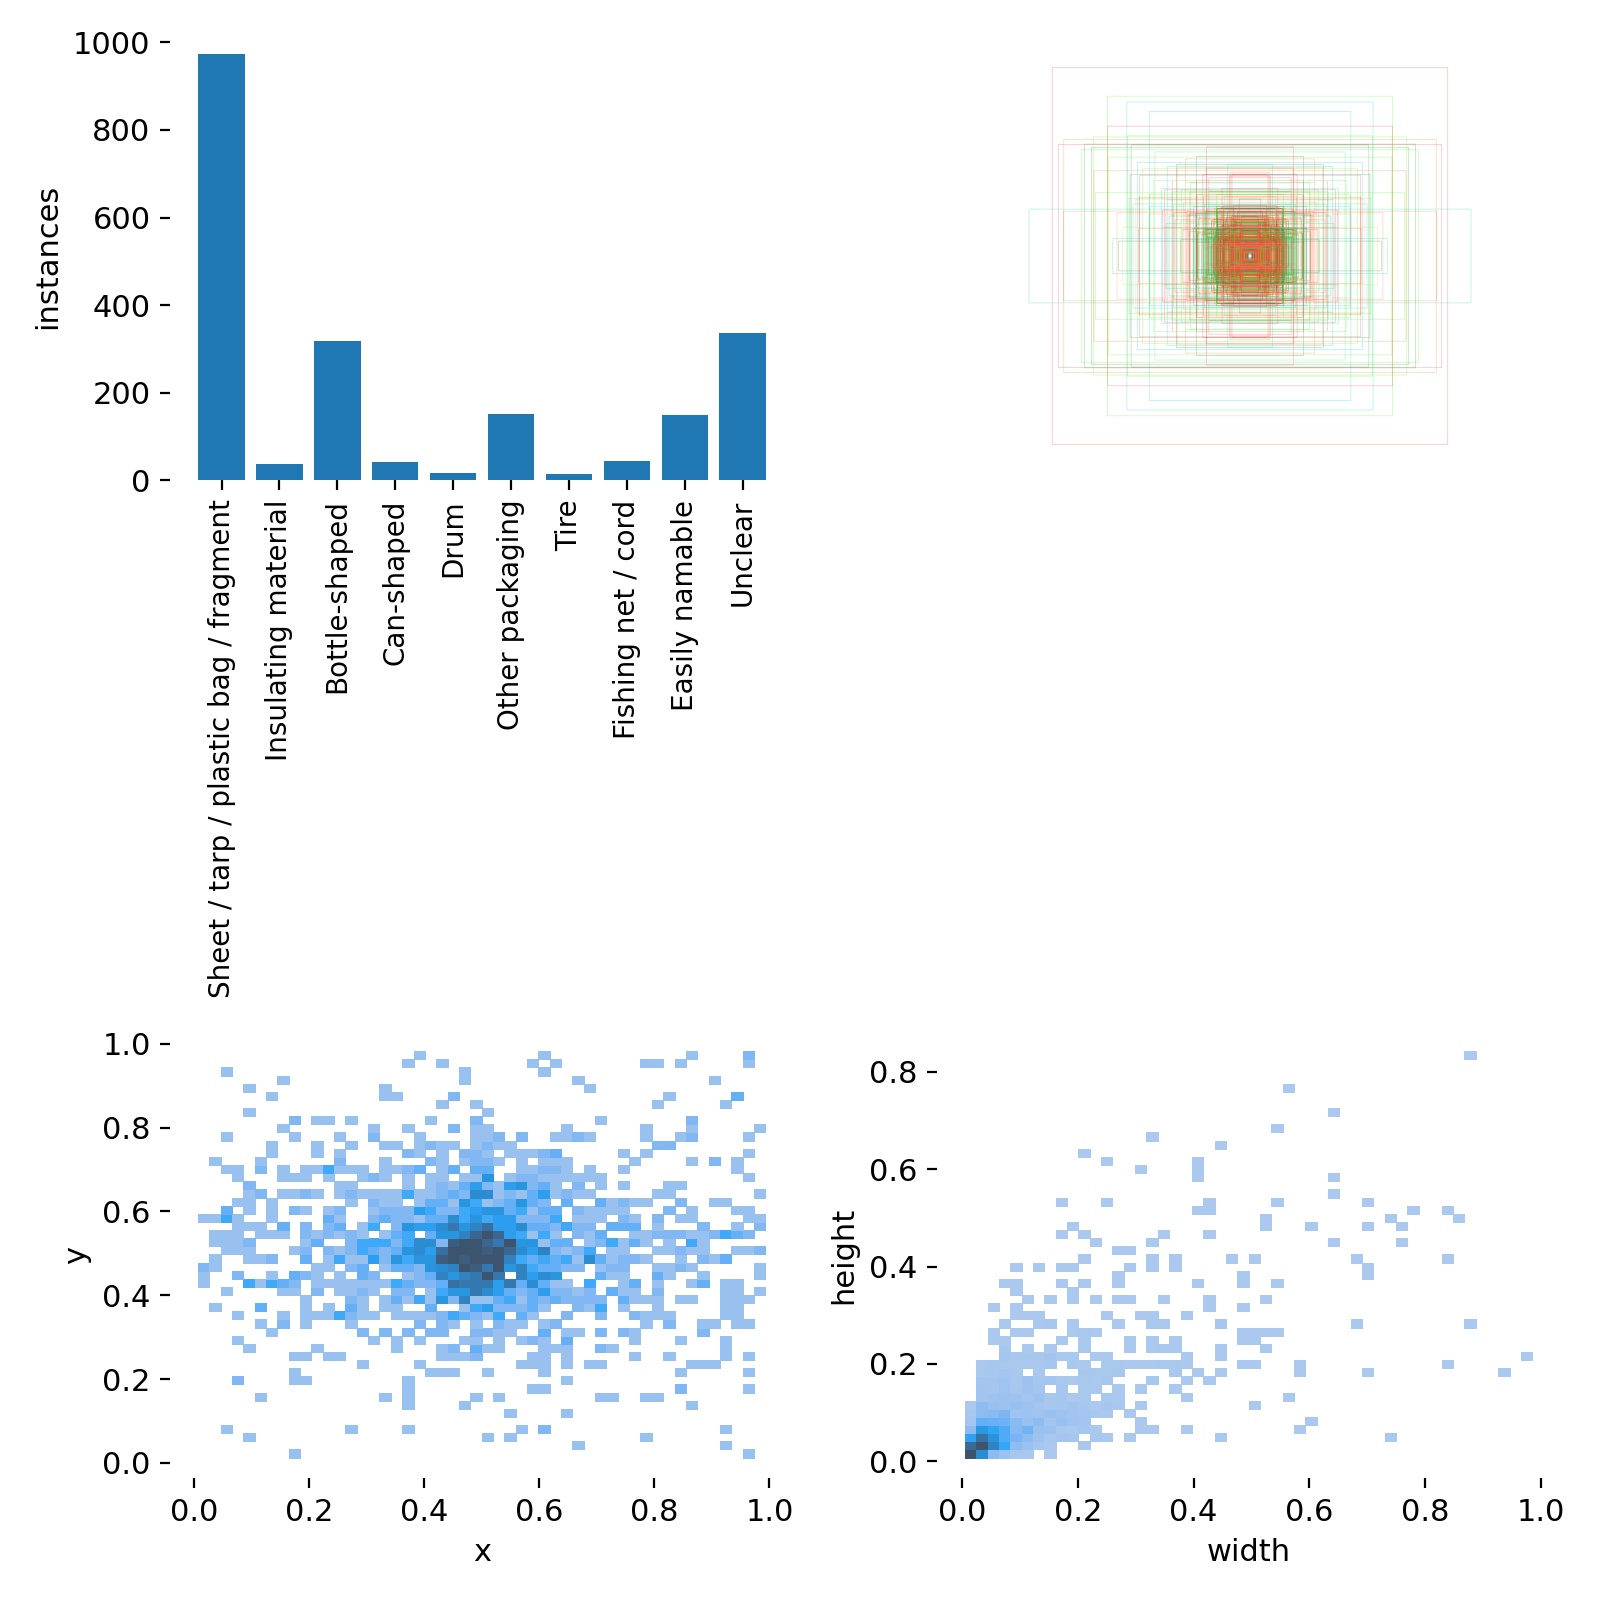 1000
800
600
400
200
0
instances
Sheet / tarp / plastic bag / fragment
Insulating material
Bottle-shaped
Can-shaped
Drum
Other packaging
Tire
Fishing net / cord
Easily namable
Unclear
1.0
0.8
0.6
0.4
0.2
0.0
y
0.0 0.2 0.4 0.6 0.8 1.0
x
0.8
0.6
0.4
0.2
0.0
height
0.0 0.2 0.4 0.6 0.8 1.0
width